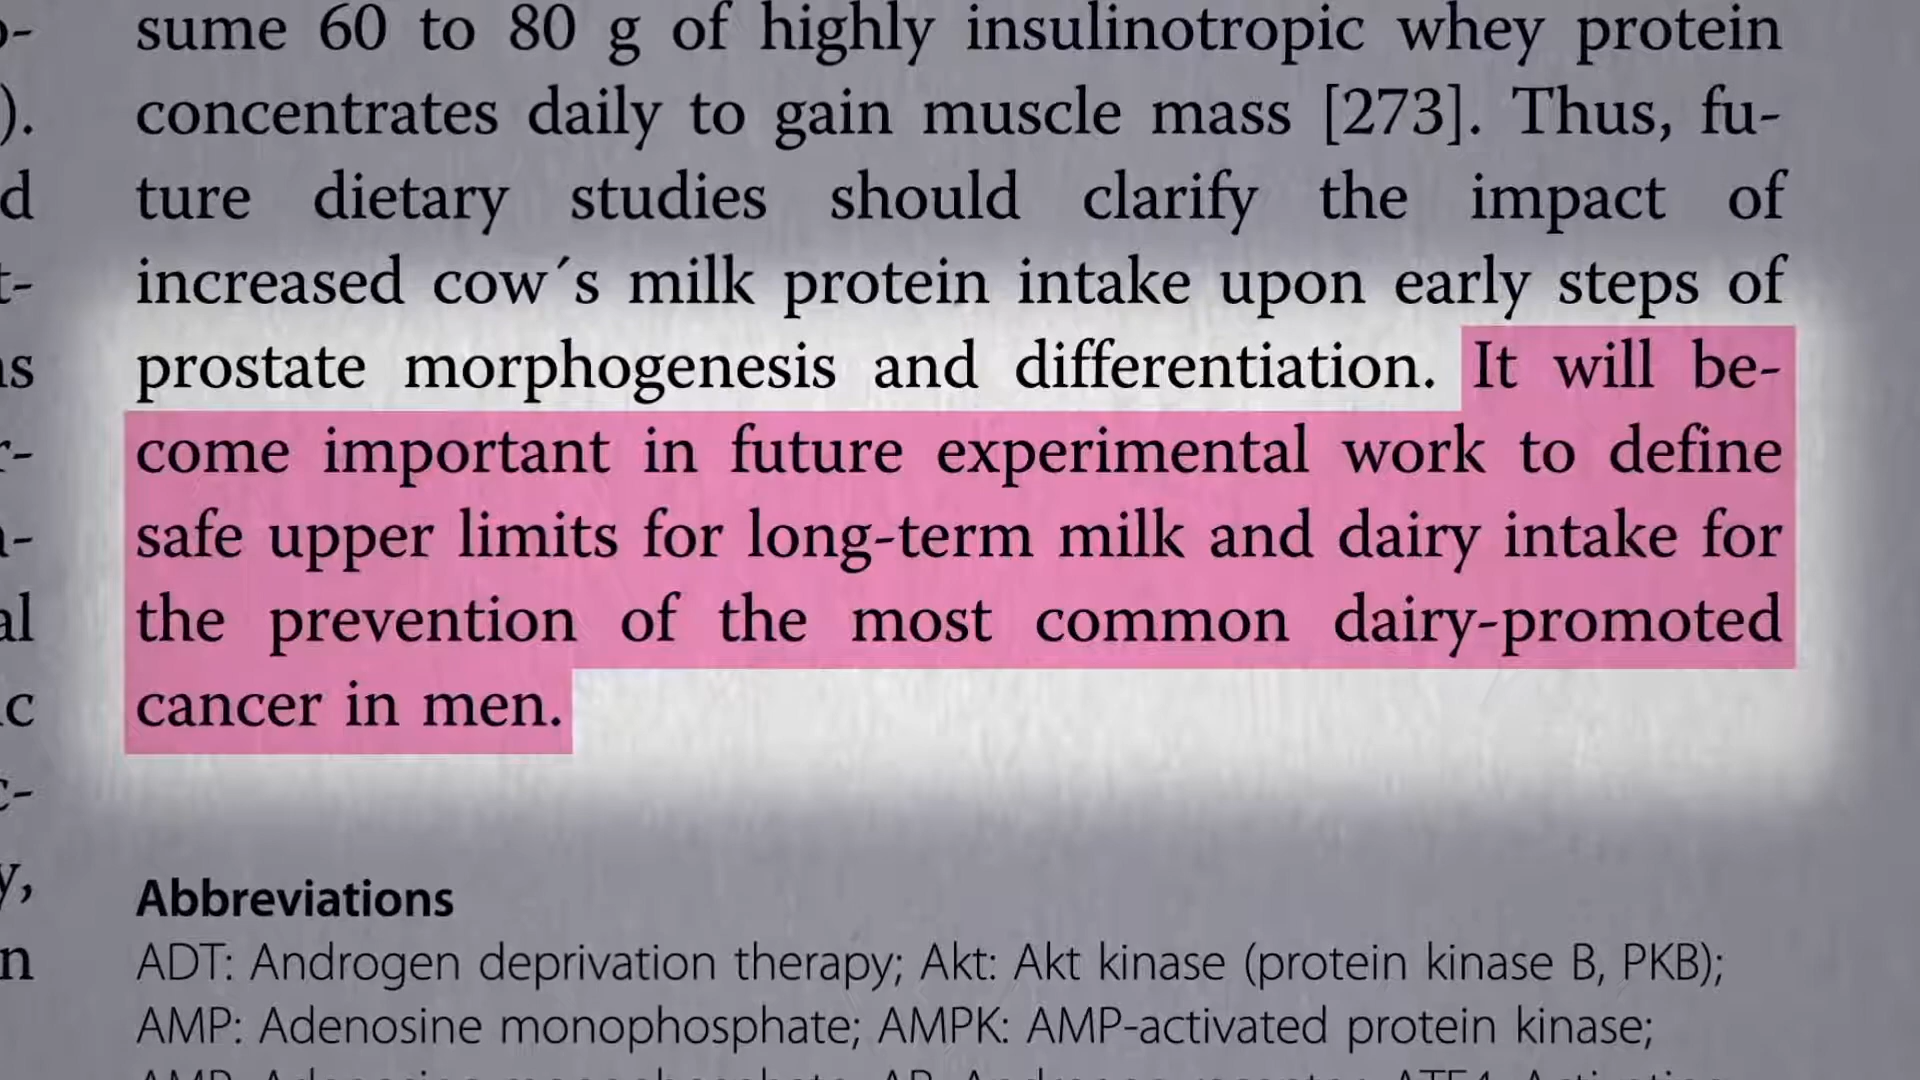 sume 60 to 80 g of highly insulinotropic whey protein
concentrates daily to gain muscle mass [273]. Thus, fu-
ture dietary studies should clarify the impact of
increased cow´s milk protein intake upon early steps of
prostate morphogenesis and differentiation. It will be-
come important in future experimental work to define
safe upper limits for long-term milk and dairy intake for
the prevention of the most common dairy-promoted
cancer in men.
Abbreviations
ADT: Androgen deprivation therapy; Akt: Akt kinase (protein kinase B, PKB);
AMP: Adenosine monophosphate; AMPK: AMP-activated protein kinase;